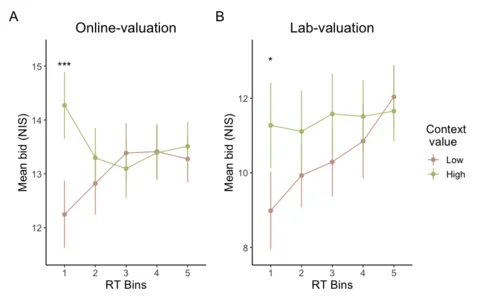 A
Online-valuation
***
15
14
13
12
Mean bid (NIS)
1 2 3 4 5
RT Bins
B
Lab-valuation
*
12
10
8
Mean bid (NIS)
1 2 3 4 5
RT Bins
Context
value
Low
High